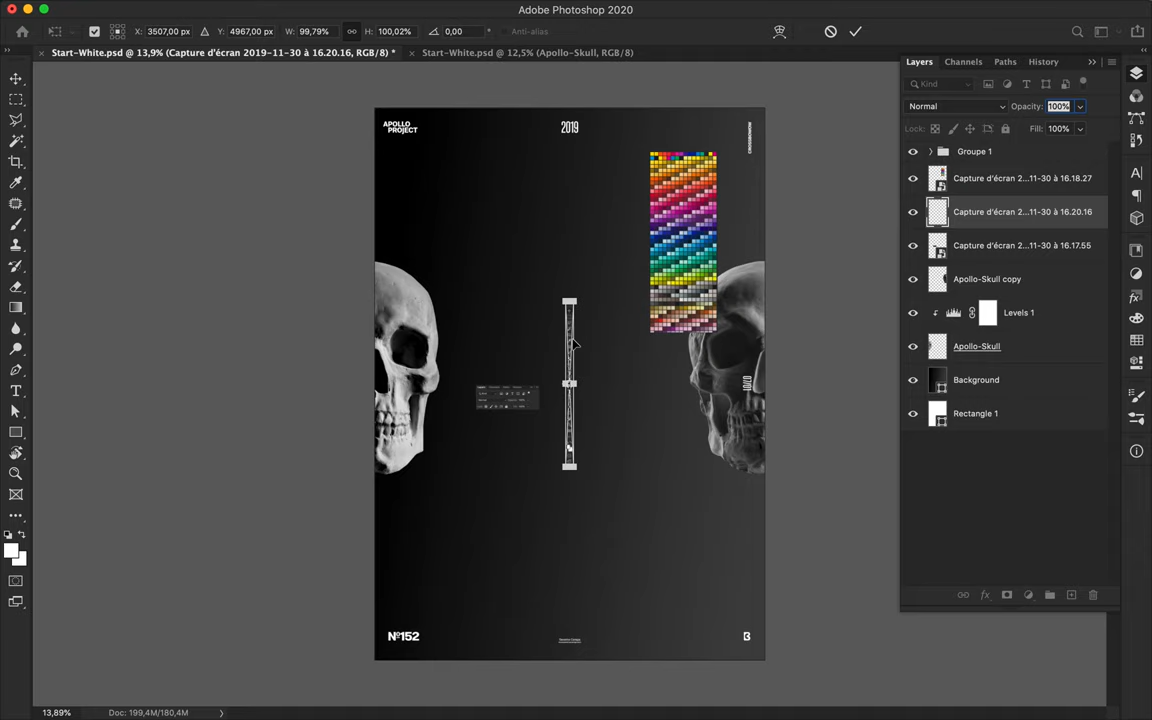 Adobe Photoshop 2020
X: 3507,00 px
Y: 4967,00 px
W: 99,79%
H: 100,02%
0,00 °
Anti-alias
Start-White.psd @ 13,9% (Capture d'écran 2019-11-30 à 16.20.16, RGB/8) *
Start-White.psd @ 12,5% (Apollo-Skull, RGB/8)
Layers Channels Paths History
Kind
Normal
Opacity: 100%
Lock:
Fill: 100%
Groupe 1
Capture d'écran 2...11-30 à 16.18.27
Capture d'écran 2...11-30 à 16.20.16
Capture d'écran 2...11-30 à 16.17.55
Apollo-Skull copy
Levels 1
Apollo-Skull
Background
Rectangle 1
APOLLO
PROJECT
2019
10/10
Nº152
13,89%
Doc: 199,4M/180,4M